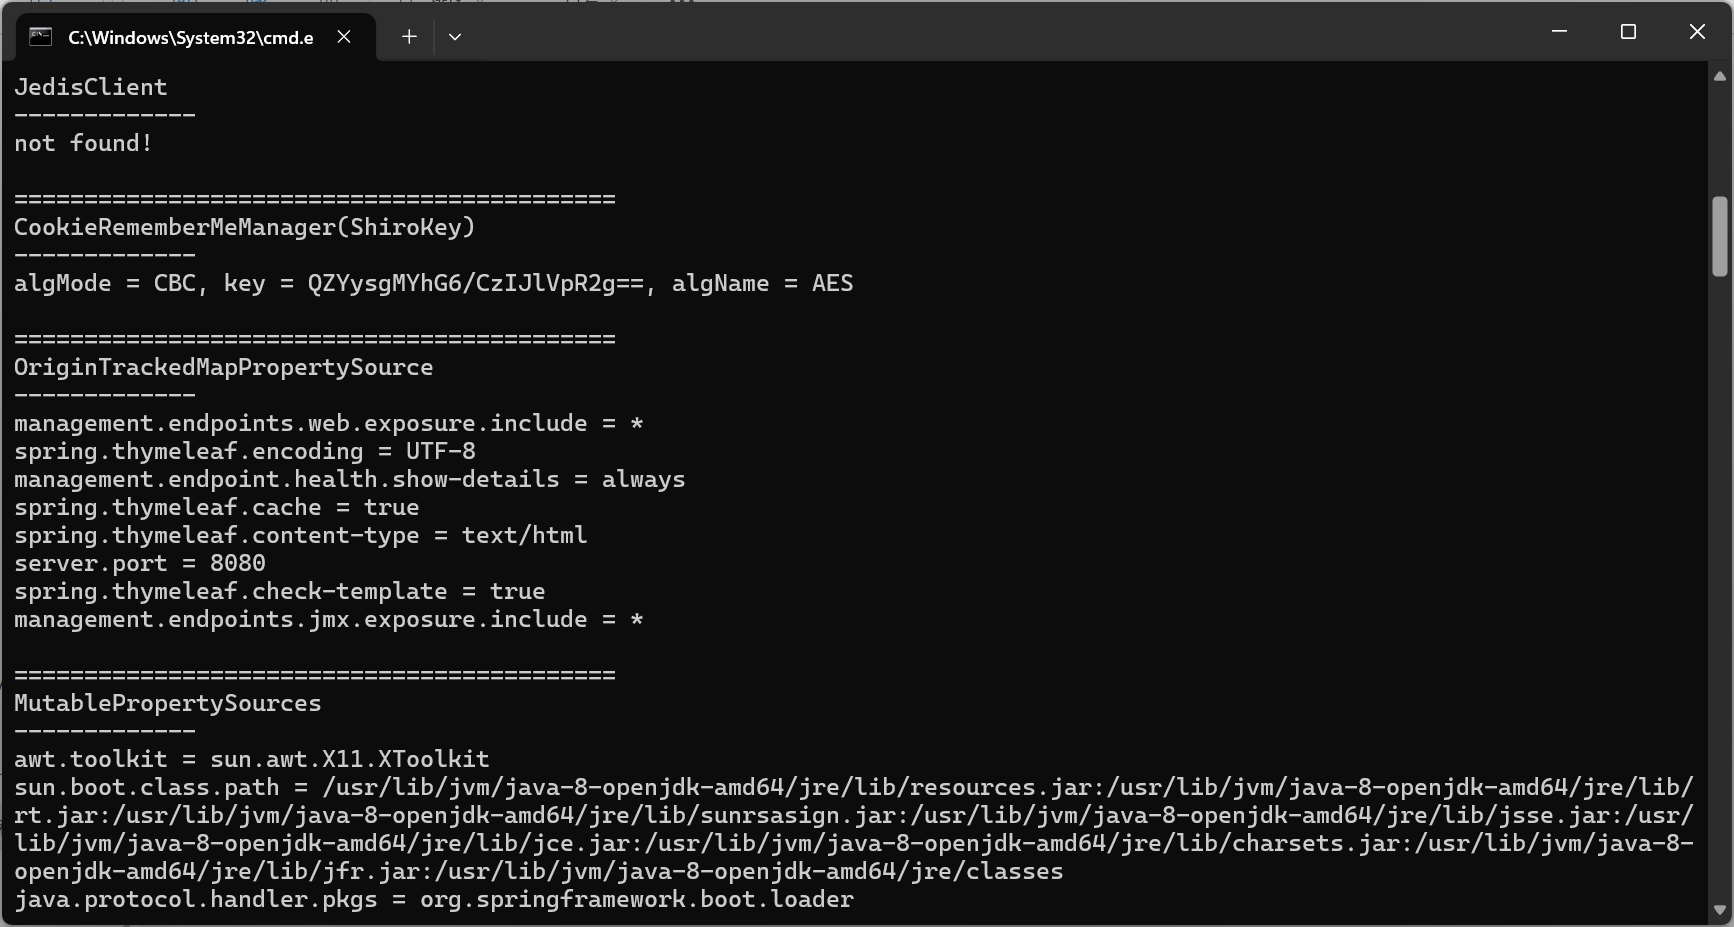 C:\Windows\System32\cmd.e
JedisClient
-------------
not found!
===========================================
CookieRememberMeManager(ShiroKey)
-------------
algMode = CBC, key = QZYysgMYhG6/CzIJlVpR2g==, algName = AES
===========================================
OriginTrackedMapPropertySource
-------------
management.endpoints.web.exposure.include = *
spring.thymeleaf.encoding = UTF-8
management.endpoint.health.show-details = always
spring.thymeleaf.cache = true
spring.thymeleaf.content-type = text/html
server.port = 8080
spring.thymeleaf.check-template = true
management.endpoints.jmx.exposure.include = *
===========================================
MutablePropertySources
-------------
awt.toolkit = sun.awt.X11.XToolkit
sun.boot.class.path = /usr/lib/jvm/java-8-openjdk-amd64/jre/lib/resources.jar:/usr/lib/jvm/java-8-openjdk-amd64/jre/lib/
rt.jar:/usr/lib/jvm/java-8-openjdk-amd64/jre/lib/sunrsasign.jar:/usr/lib/jvm/java-8-openjdk-amd64/jre/lib/jsse.jar:/usr/
lib/jvm/java-8-openjdk-amd64/jre/lib/jce.jar:/usr/lib/jvm/java-8-openjdk-amd64/jre/lib/charsets.jar:/usr/lib/jvm/java-8-
openjdk-amd64/jre/lib/jfr.jar:/usr/lib/jvm/java-8-openjdk-amd64/jre/classes
java.protocol.handler.pkgs = org.springframework.boot.loader